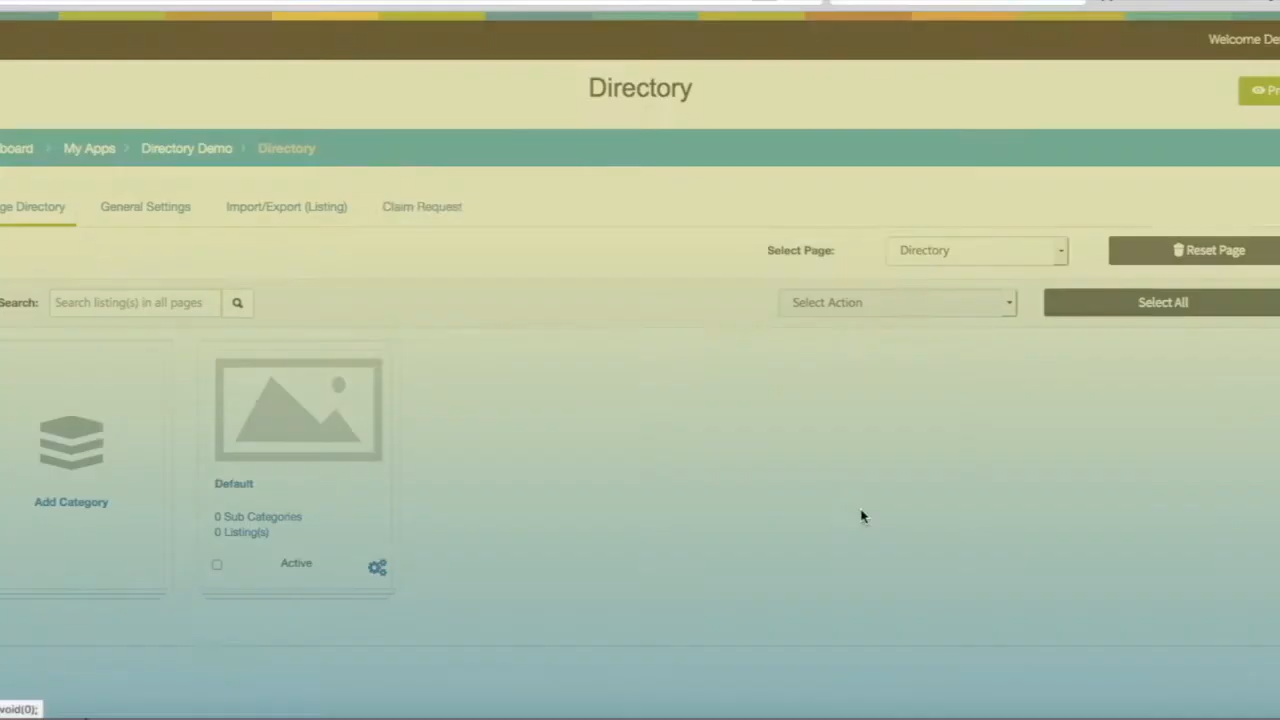 Welcome De
Directory
Pr
board
My Apps
Directory Demo
Directory
ge Directory
General Settings
Import/Export (Listing)
Claim Request
Select Page:
Directory
Reset Page
Search:
Search listing(s) in all pages
Select Action
Select All
Add Category
Default
0 Sub Categories
0 Listing(s)
Active
void(0);